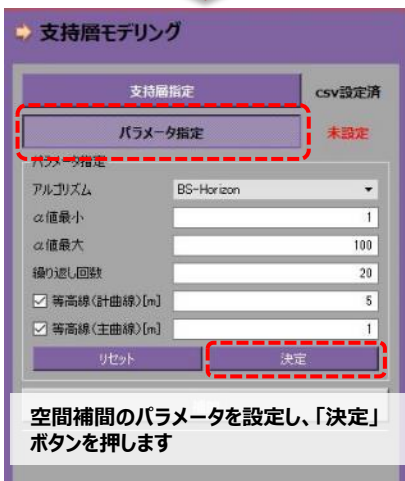 支持層モデリング
支持層指定 csv設定済
パラメータ指定 未設定
パラメータ指定
アルゴリズム BS-Horizon
α値最小 1
α値最大 100
繰り返し回数 20
等高線(計曲線)[m] 5
等高線(主曲線)[m] 1
リセット 決定
空間補間のパラメータを設定し、「決定」
ボタンを押します